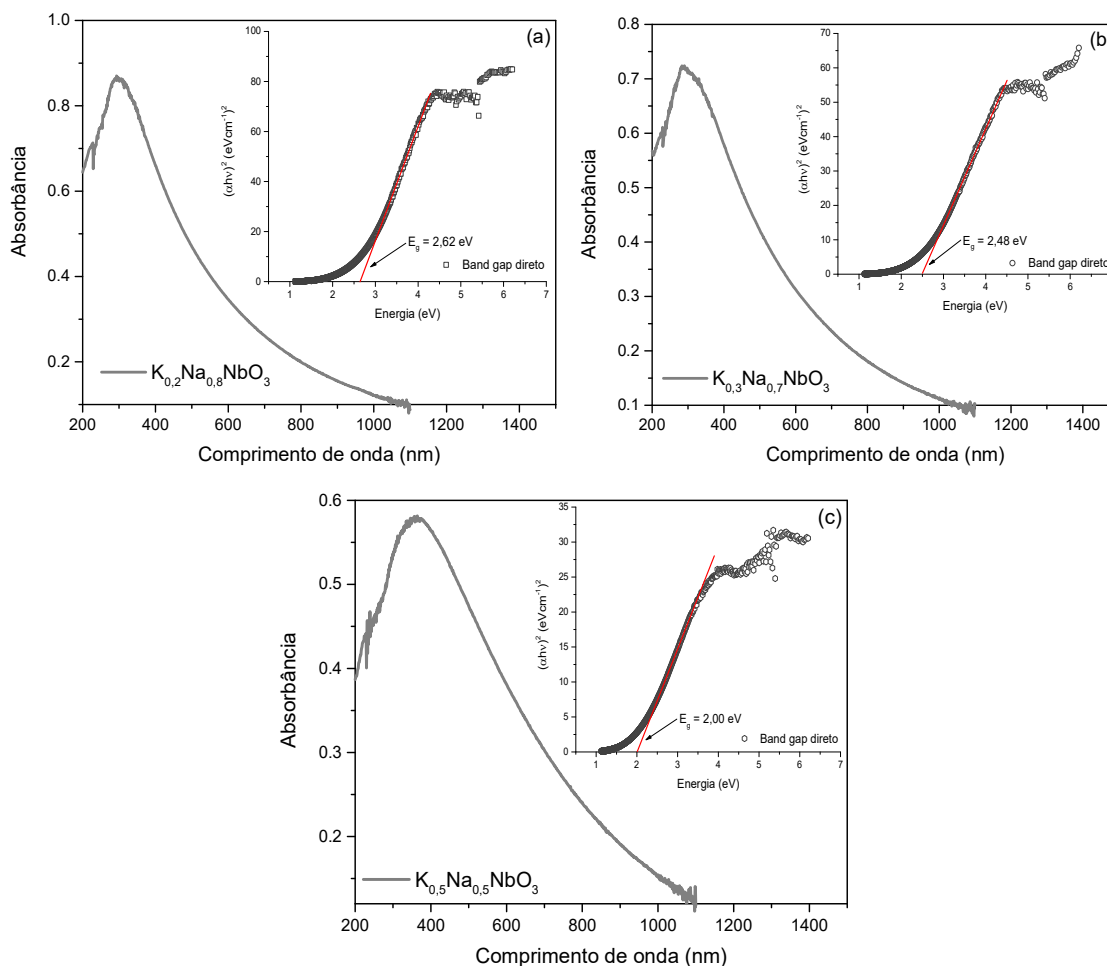 (a)
1.0
0.8
0.6
0.4
0.2
200 400 600 800 1000 1200 1400
Absorbância
Comprimento de onda (nm)
K0,2Na0,8NbO3
100
80
60
40
20
0
1 2 3 4 5 6 7
(αhν)² (eVcm⁻¹)²
Energia (eV)
Eg = 2,62 eV
Band gap direto
(b)
0.8
0.7
0.6
0.5
0.4
0.3
0.2
0.1
200 400 600 800 1000 1200 1400
Absorbância
Comprimento de onda (nm)
K0,3Na0,7NbO3
70
60
50
40
30
20
10
0
1 2 3 4 5 6
(αhν)² (eVcm⁻¹)²
Energia (eV)
Eg = 2,48 eV
Band gap direto
(c)
0.6
0.5
0.4
0.3
0.2
200 400 600 800 1000 1200 1400
Absorbância
Comprimento de onda (nm)
K0,5Na0,5NbO3
35
30
25
20
15
10
5
0
1 2 3 4 5 6 7
(αhν)² (eVcm⁻¹)²
Energia (eV)
Eg = 2,00 eV
Band gap direto